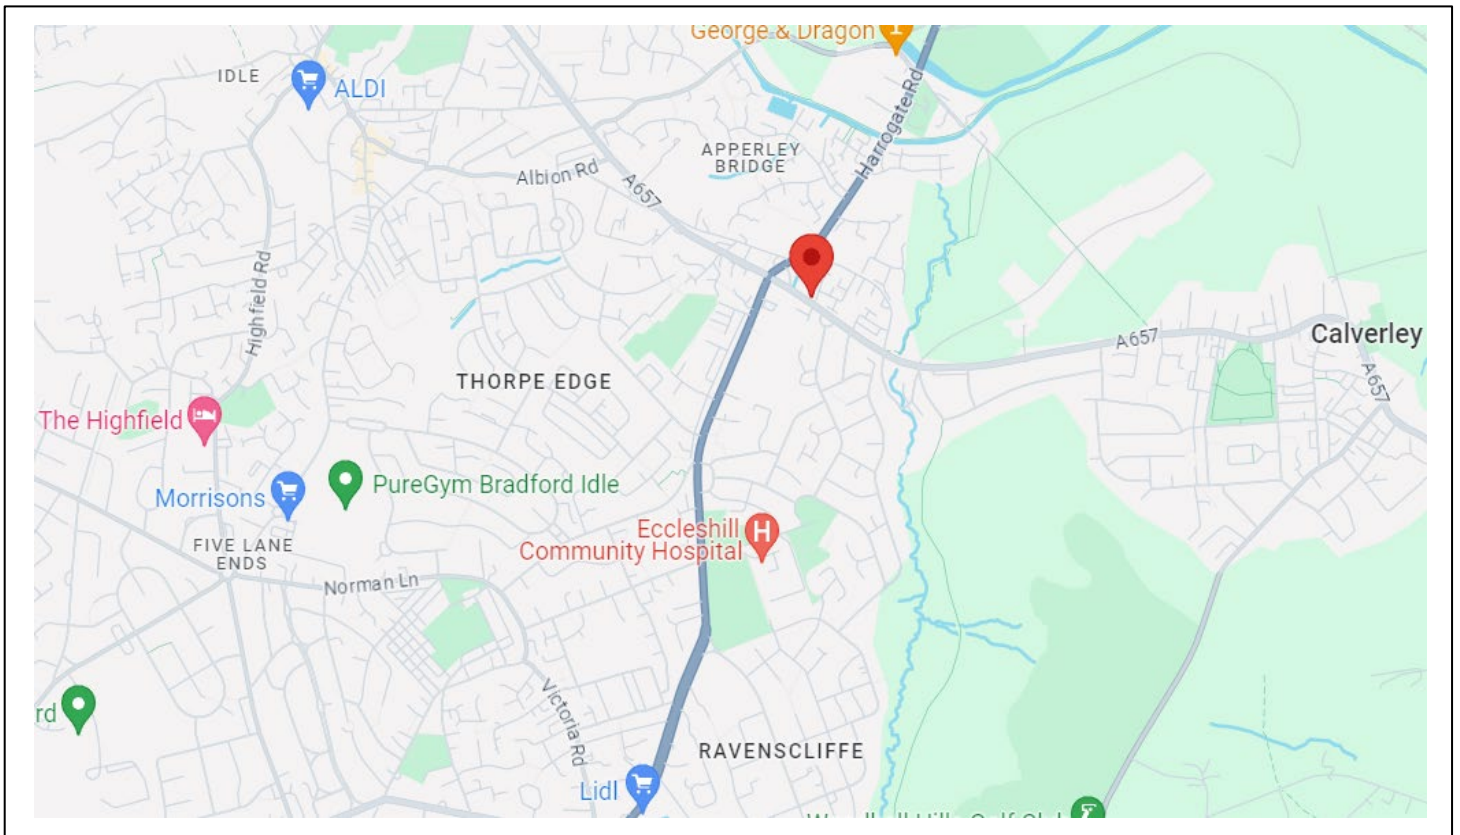 George & Dragon
IDLE
ALDI
Harrogate Rd
APPERLEY
BRIDGE
Albion Rd
A657
Highfield Rd
Calverley
A657
A657
THORPE EDGE
The Highfield
PureGym Bradford Idle
Morrisons
Eccleshill
Community Hospital
H
FIVE LANE
ENDS
Norman Ln
Victoria Rd
rd
RAVENSCLIFFE
Lidl